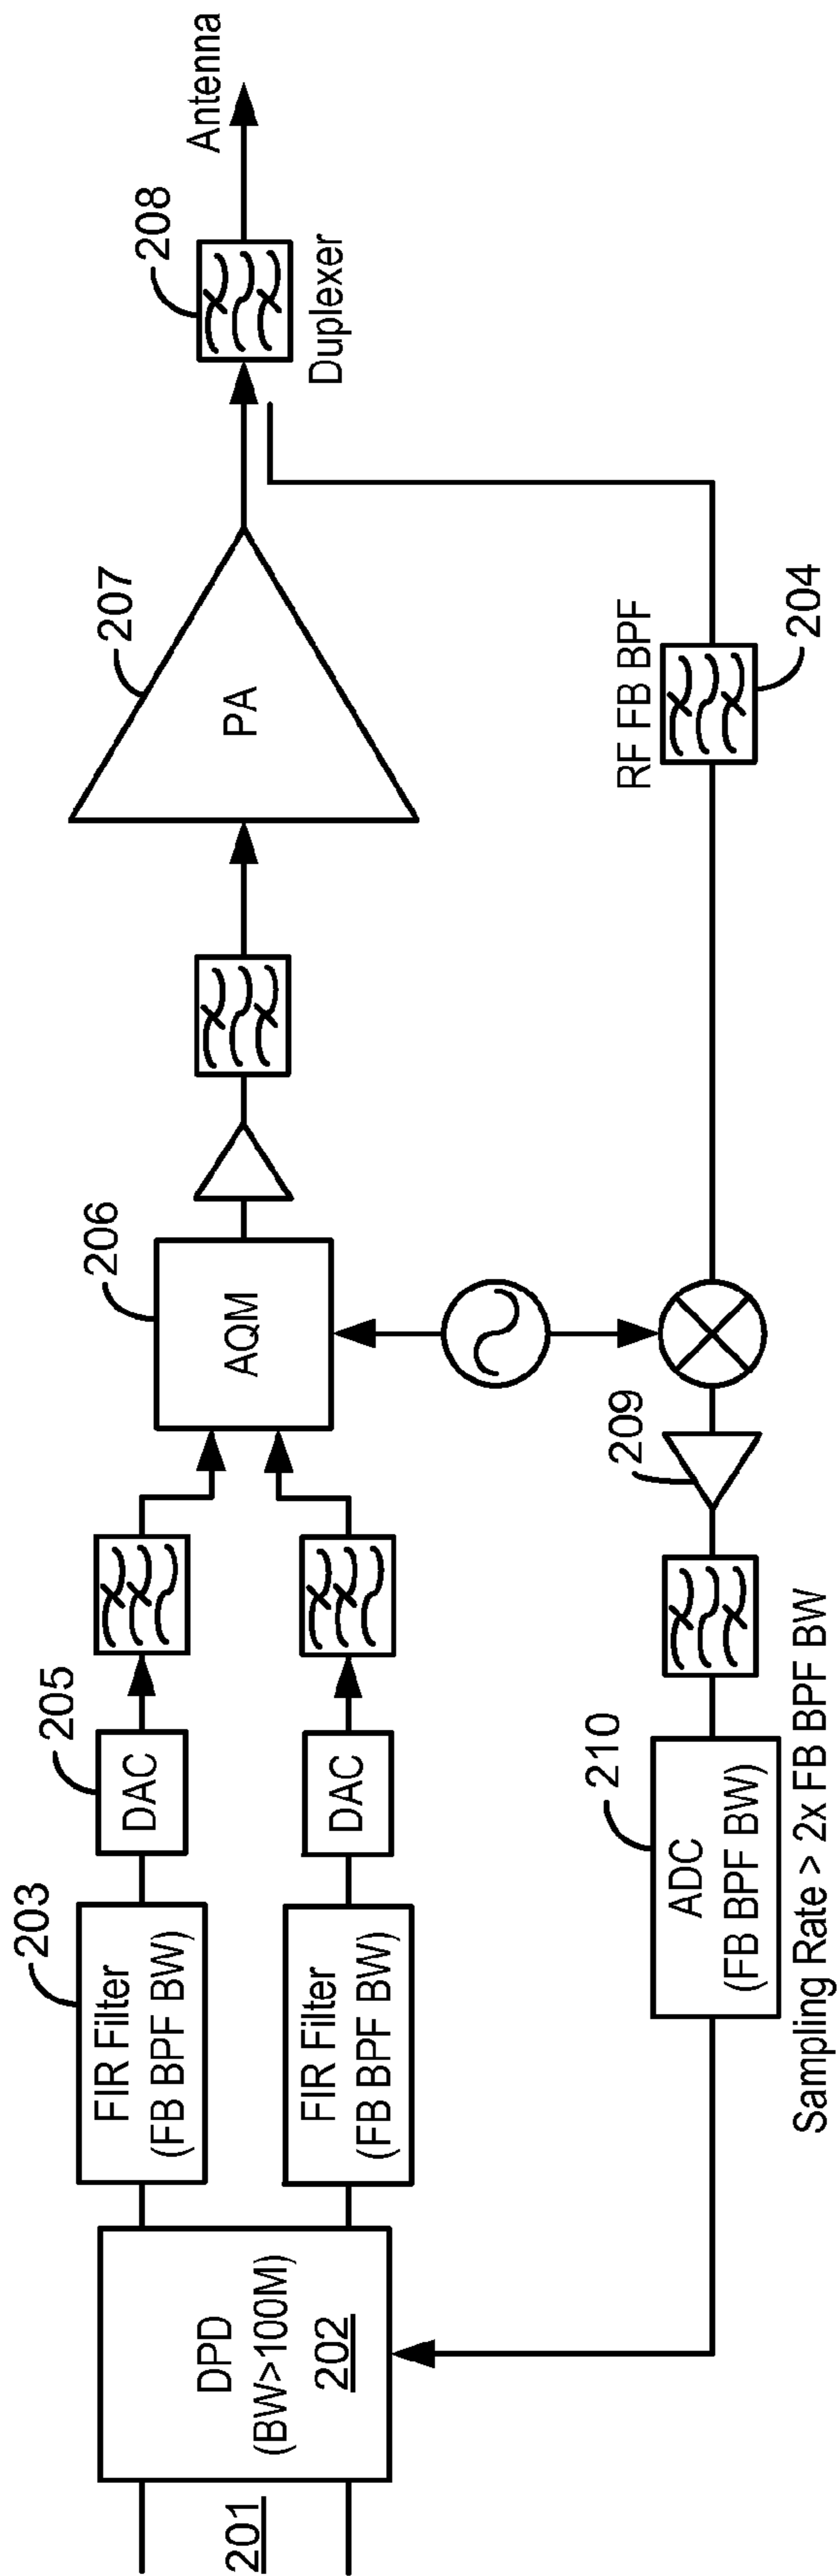 201
DPD
(BW>100M)
202
203
FIR Filter
(FB BPF BW)
FIR Filter
(FB BPF BW)
205
DAC
DAC
206
AQM
207
PA
208
Duplexer
Antenna
RF FB BPF
204
209
210
ADC
(FB BPF BW)
Sampling Rate > 2x FB BPF BW